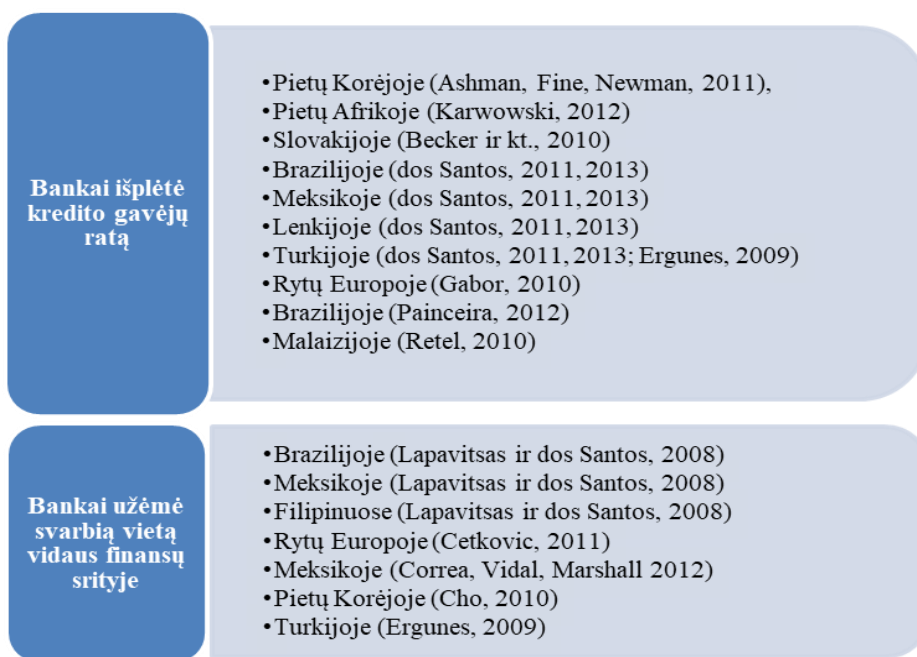 Bankai išplėtė
kredito gavėjų
ratą
•Pietų Korėjoje (Ashman, Fine, Newman, 2011),
•Pietų Afrikoje (Karwowski, 2012)
•Slovakijoje (Becker ir kt., 2010)
•Brazilijoje (dos Santos, 2011, 2013)
•Meksikoje (dos Santos, 2011, 2013)
•Lenkijoje (dos Santos, 2011, 2013)
•Turkijoje (dos Santos, 2011, 2013; Ergunes, 2009)
•Rytų Europoje (Gabor, 2010)
•Brazilijoje (Painceira, 2012)
•Malaizijoje (Retel, 2010)
Bankai užėmė
svarbią vietą
vidaus finansų
srityje
•Brazilijoje (Lapavitsas ir dos Santos, 2008)
•Meksikoje (Lapavitsas ir dos Santos, 2008)
•Filipinuose (Lapavitsas ir dos Santos, 2008)
•Rytų Europoje (Cetkovic, 2011)
•Meksikoje (Correa, Vidal, Marshall 2012)
•Pietų Korėjoje (Cho, 2010)
•Turkijoje (Ergunes, 2009)